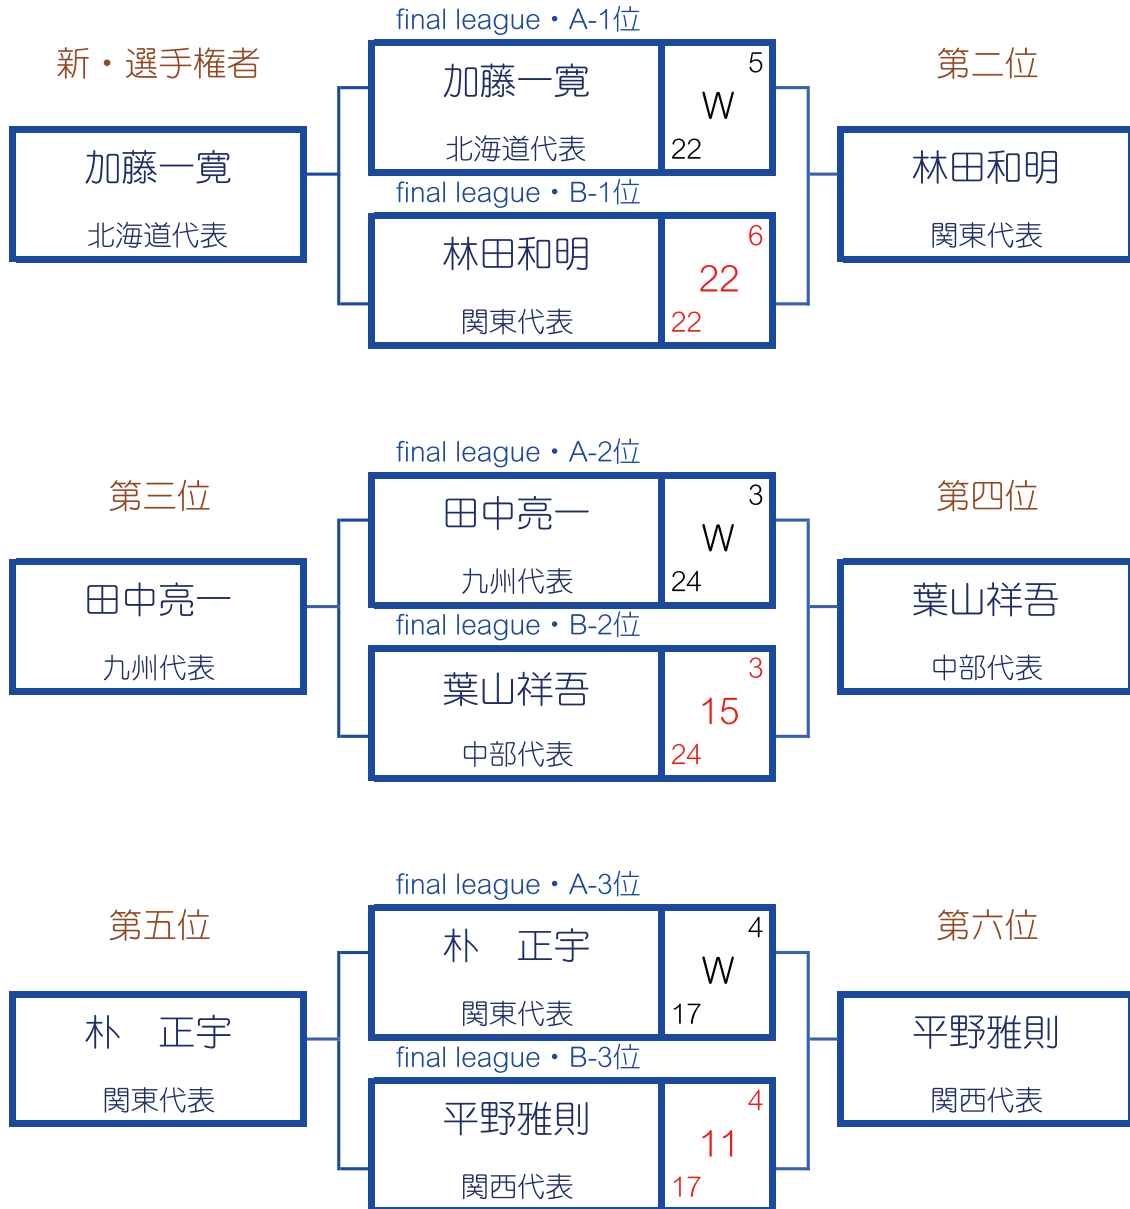 final league・A-1位
新・選手権者
第二位
加藤一寛
北海道代表
5
W
22
加藤一寛
北海道代表
林田和明
関東代表
final league・B-1位
林田和明
関東代表
6
22
22
final league・A-2位
第三位
第四位
田中亮一
九州代表
3
W
24
田中亮一
九州代表
葉山祥吾
中部代表
final league・B-2位
葉山祥吾
中部代表
3
15
24
final league・A-3位
第五位
第六位
朴　正宇
関東代表
4
W
17
朴　正宇
関東代表
平野雅則
関西代表
final league・B-3位
平野雅則
関西代表
4
11
17